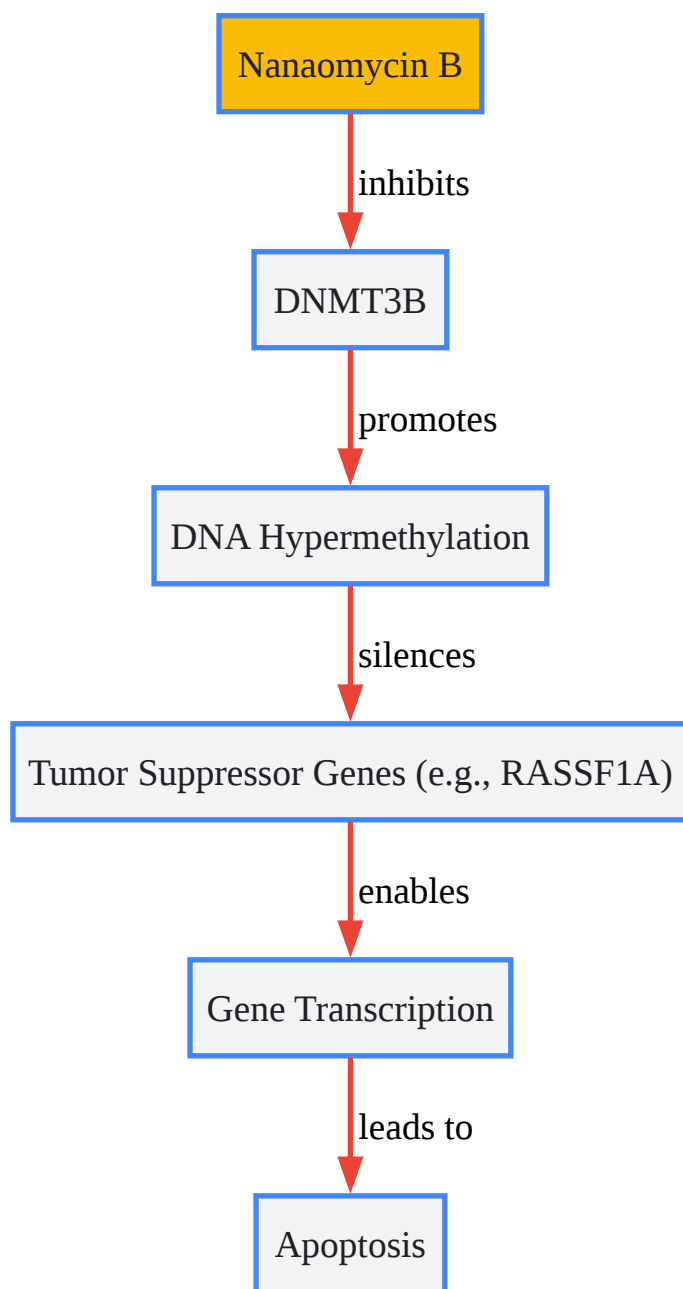 Nanaomycin B
inhibits
DNMT3B
promotes
DNA Hypermethylation
silences
Tumor Suppressor Genes (e.g., RASSF1A)
enables
Gene Transcription
leads to
Apoptosis